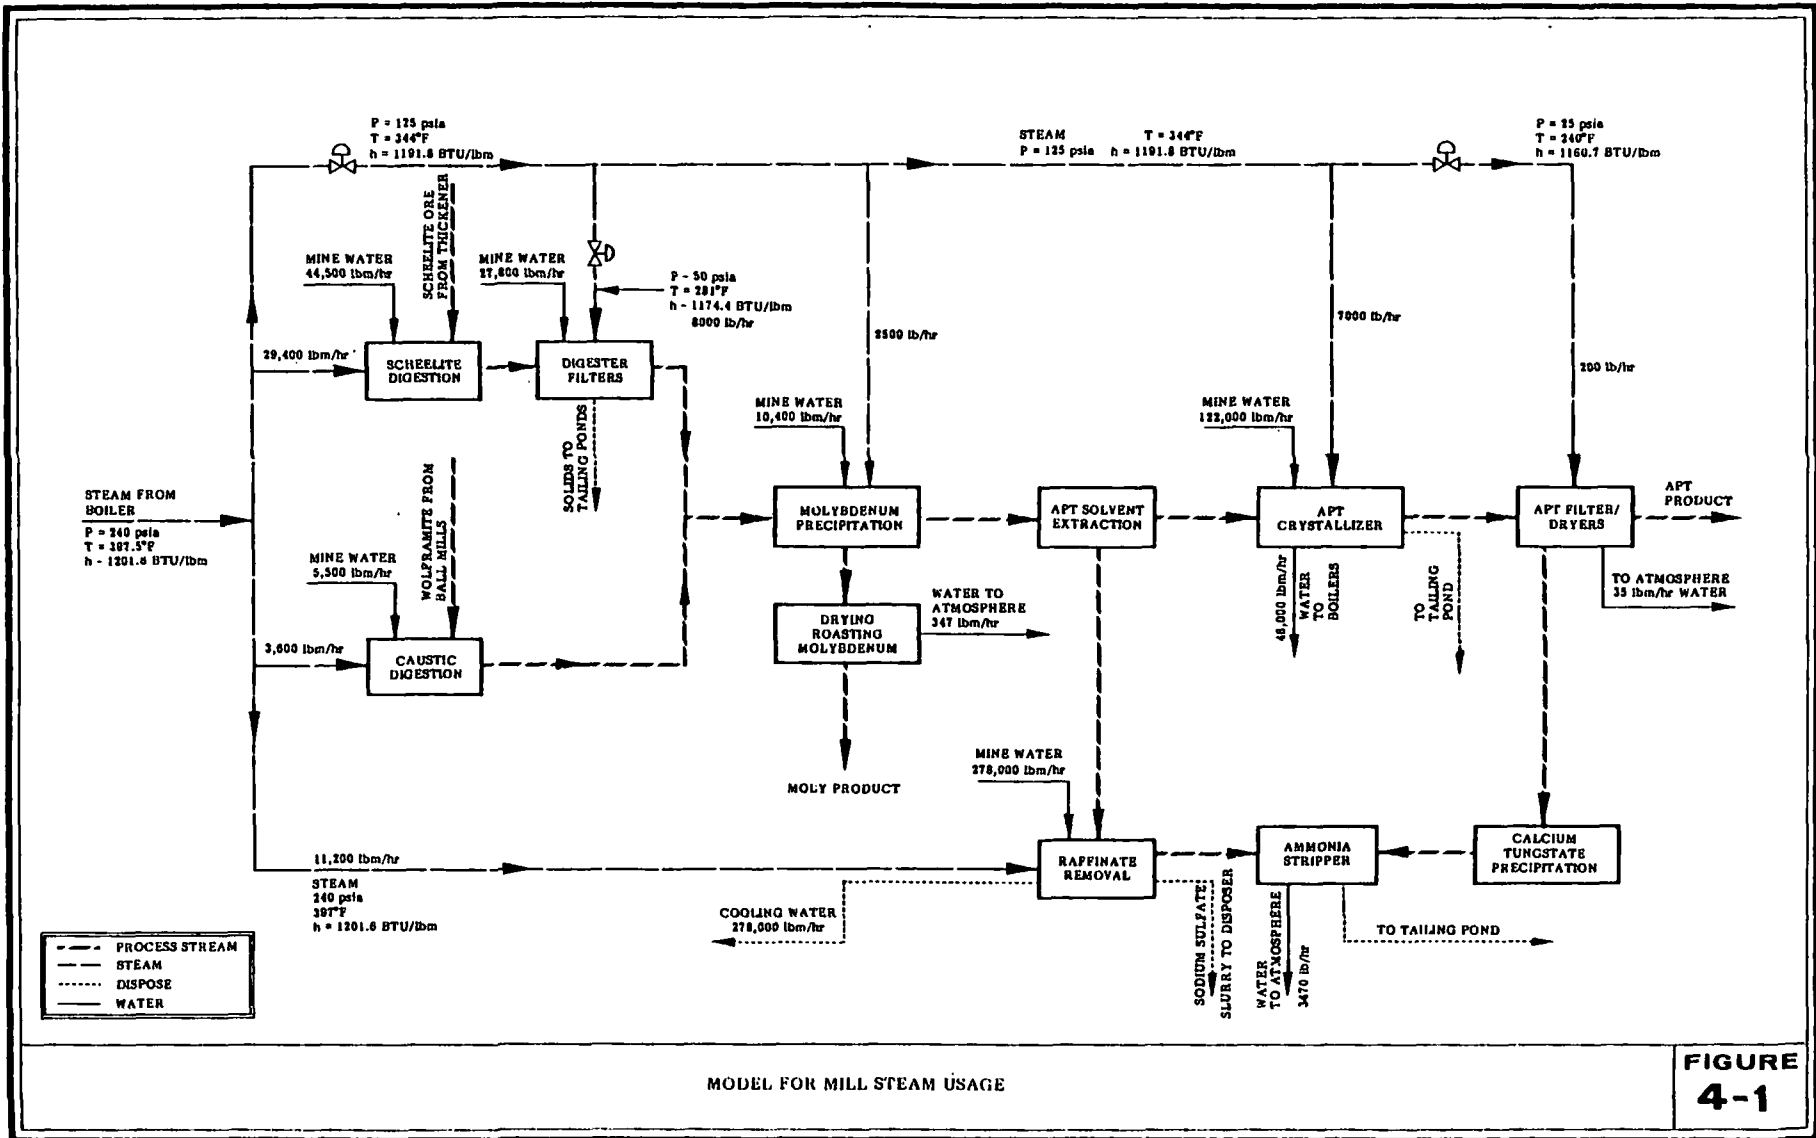 P = 125 psia
T = 344°F
h = 1191.8 BTU/lbm
STEAM
P = 125 psia
T = 344°F
h = 1191.8 BTU/lbm
P = 25 psia
T = 240°F
h = 1160.7 BTU/lbm
SCHEELITE ORE
FROM THICKENER
MINE WATER
44,500 lbm/hr
MINE WATER
27,800 lbm/hr
P - 50 psia
T = 281°F
h - 1174.4 BTU/lbm
8000 lb/hr
2500 lb/hr
7000 lb/hr
200 lb/hr
29,400 lbm/hr
SCHEELITE
DIGESTION
DIGESTER
FILTERS
SOLIDS TO
TAILING PONDS
MINE WATER
10,400 lbm/hr
MINE WATER
122,000 lbm/hr
STEAM FROM
BOILER
P = 240 psia
T = 397.5°F
h - 1201.6 BTU/lbm
WOLFRAMITE FROM
BALL MILLS
MINE WATER
5,500 lbm/hr
3,600 lbm/hr
CAUSTIC
DIGESTION
MOLYBDENUM
PRECIPITATION
APT SOLVENT
EXTRACTION
APT
CRYSTALLIZER
APT FILTER/
DRYERS
APT
PRODUCT
DRYING
ROASTING
MOLYBDENUM
WATER TO
ATMOSPHERE
347 lbm/hr
WATER
TO
BOILERS
TO
TAILING
POND
TO ATMOSPHERE
35 lbm/hr WATER
MOLY PRODUCT
MINE WATER
278,000 lbm/hr
11,200 lbm/hr
STEAM
240 psia
397°F
h = 1201.6 BTU/lbm
RAFFINATE
REMOVAL
AMMONIA
STRIPPER
CALCIUM
TUNGSTATE
PRECIPITATION
COOLING WATER
278,000 lbm/hr
SODIUM SULFATE
SLURRY TO DISPOSER
WATER
TO ATMOSPHERE
3470 lb/hr
TO TAILING POND
PROCESS STREAM
STEAM
DISPOSE
WATER
MODEL FOR MILL STEAM USAGE
FIGURE
4-1